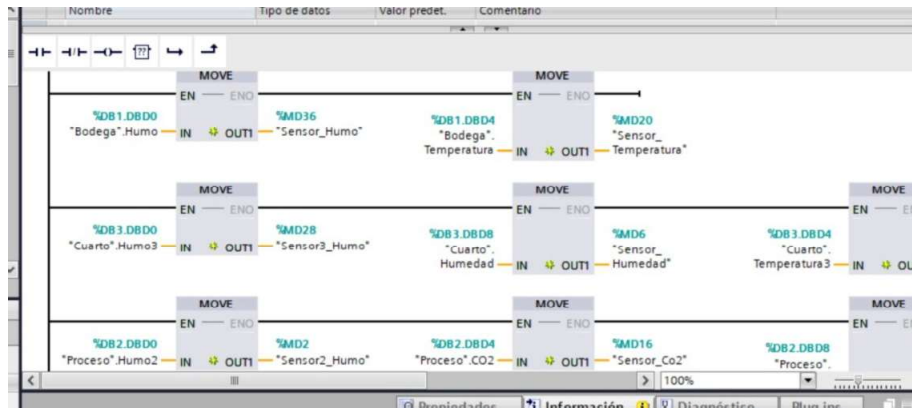 Nombre Tipo de datos Valor predet. Comentario
MOVE MOVE
EN ENO EN ENO
%DB1.DBD0 %MD36 %DB1.DBD4 %MD20
"Bodega".Humo IN OUT1 "Sensor_Humo" "Bodega". "Sensor_
Temperatura IN OUT1 Temperatura"
MOVE MOVE MOVE
EN ENO EN ENO EN
%DB3.DBD0 %MD28 %DB3.DBD8 %MD6 %DB3.DBD4
"Cuarto".Humo3 IN OUT1 "Sensor3_Humo" "Cuarto". "Sensor_ "Cuarto".
Humedad IN OUT1 Humedad" Temperatura3 IN OU
MOVE MOVE MOVE
EN ENO EN ENO EN E
%DB2.DBD0 %MD2 %DB2.DBD4 %MD16 %DB2.DBD8
"Proceso".Humo2 IN OUT1 "Sensor2_Humo" "Proceso".CO2 IN OUT1 "Sensor_Co2" "Proceso".
100%
Propiedades Información Diagnóstico Plug-ins